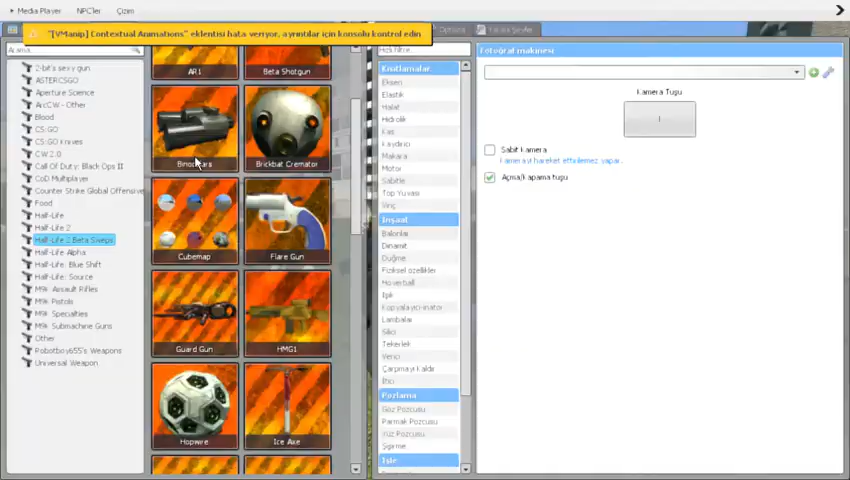 Media Player
NPCler
Çizim
"[VManip] Contextual Animations" eklentisi hata veriyor, ayrıntılar için konsolu kontrol edin
Options
Arama...
2-bit's sexy gun
ASTERCSGO
Aperture Science
ArcCW - Other
Blood
CS:GO
CS:GO knives
CW 2.0
Call Of Duty: Black Ops II
CoD Multiplayer
Counter Strike Global Offensive
Food
Half-Life
Half-Life 2
Half-Life 2 Beta Sweps
Half-Life Alpha
Half-Life: Blue Shift
Half-Life: Source
M9k Assault Rifles
M9k Pistols
M9k Specialties
M9k Submachine Guns
Other
Robotboy655's Weapons
Universal Weapon
AR1
Beta Shotgun
Binoculars
Brickbat Cremator
Cubemap
Flare Gun
Guard Gun
HMG1
Hopwire
Ice Axe
Hızlı filtre...
Kısıtlamalar
Eksen
Elastik
Halat
Hidrolik
Kas
Kaydırıcı
Makara
Motor
Sabitle
Top Yuvası
Vinç
İnşaat
Balonlar
Dinamit
Düğme
Fiziksel özellikler
Hoverball
Işık
Kopyalayıcınator
Lambalar
Silici
Tekerlek
Verici
Çarpmayı kaldır
İtici
Pozlama
Göz Pozcusu
Parmak Pozcusu
Yüz Pozcusu
Şişirme
İşle
Fotoğraf makinesi
Kamera Tuşu
Sabit kamera
Kamerayı hareket ettirilemez yapar.
Açma/kapama tuşu